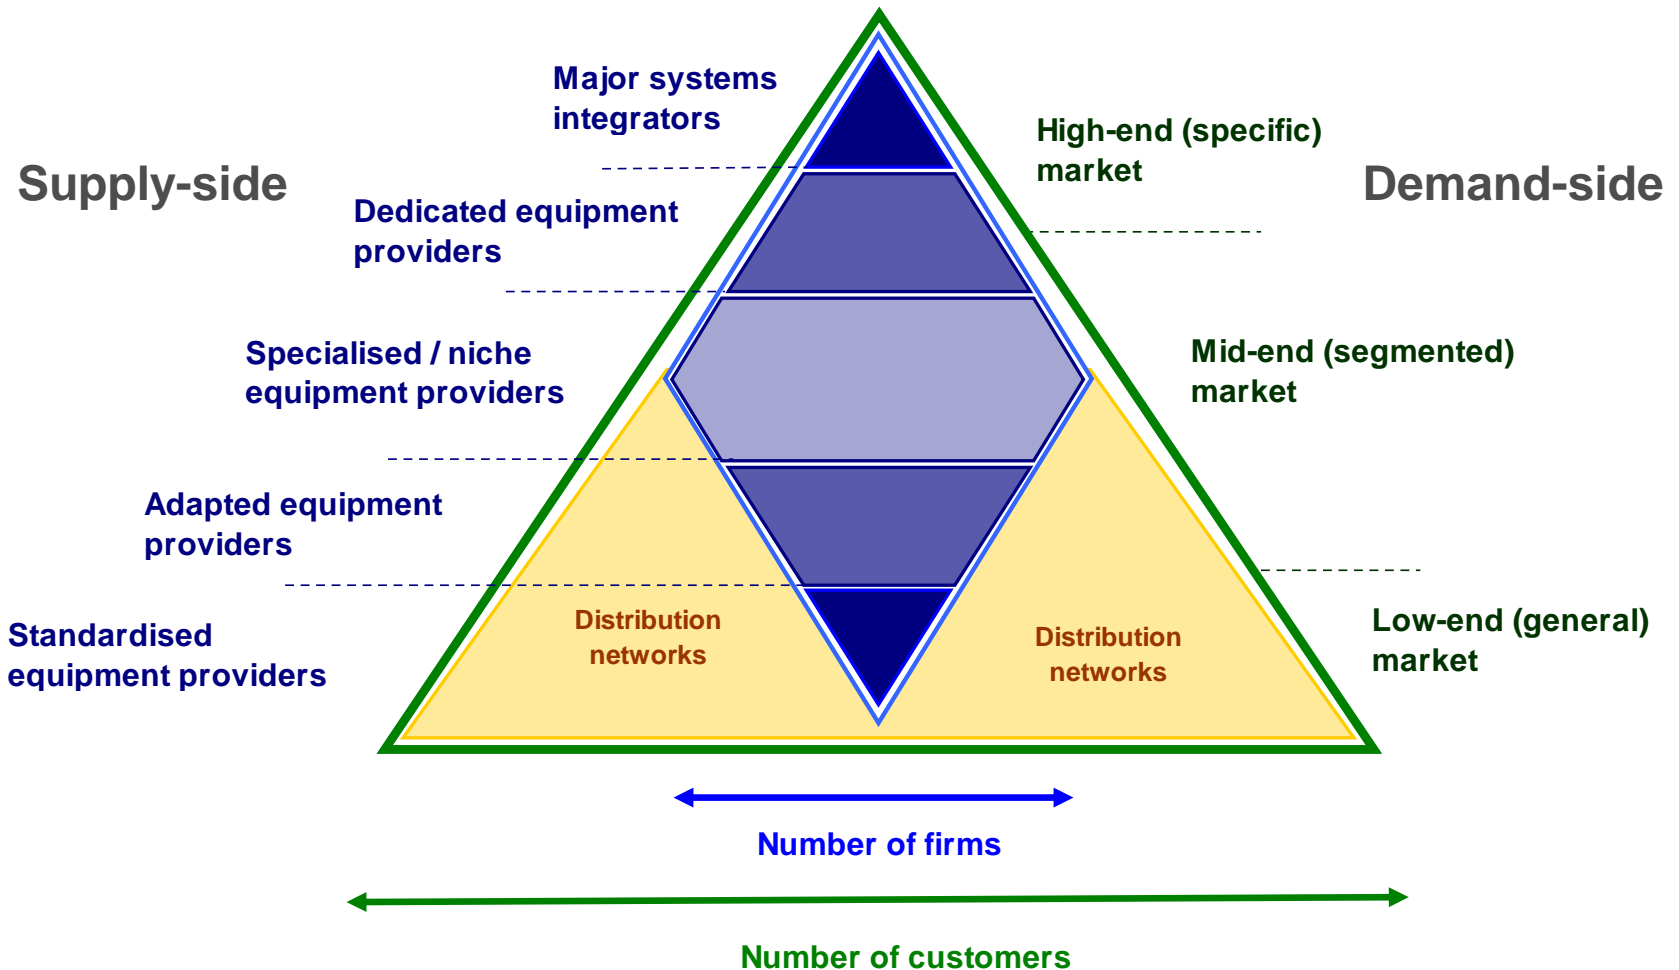 Major systems
integrators
High-end (specific)
market
Supply-side
Demand-side
Dedicated equipment
providers
Specialised / niche
equipment providers
Mid-end (segmented)
market
Adapted equipment
providers
Distribution
networks
Distribution
networks
Standardised
equipment providers
Low-end (general)
market
Number of firms
Number of customers